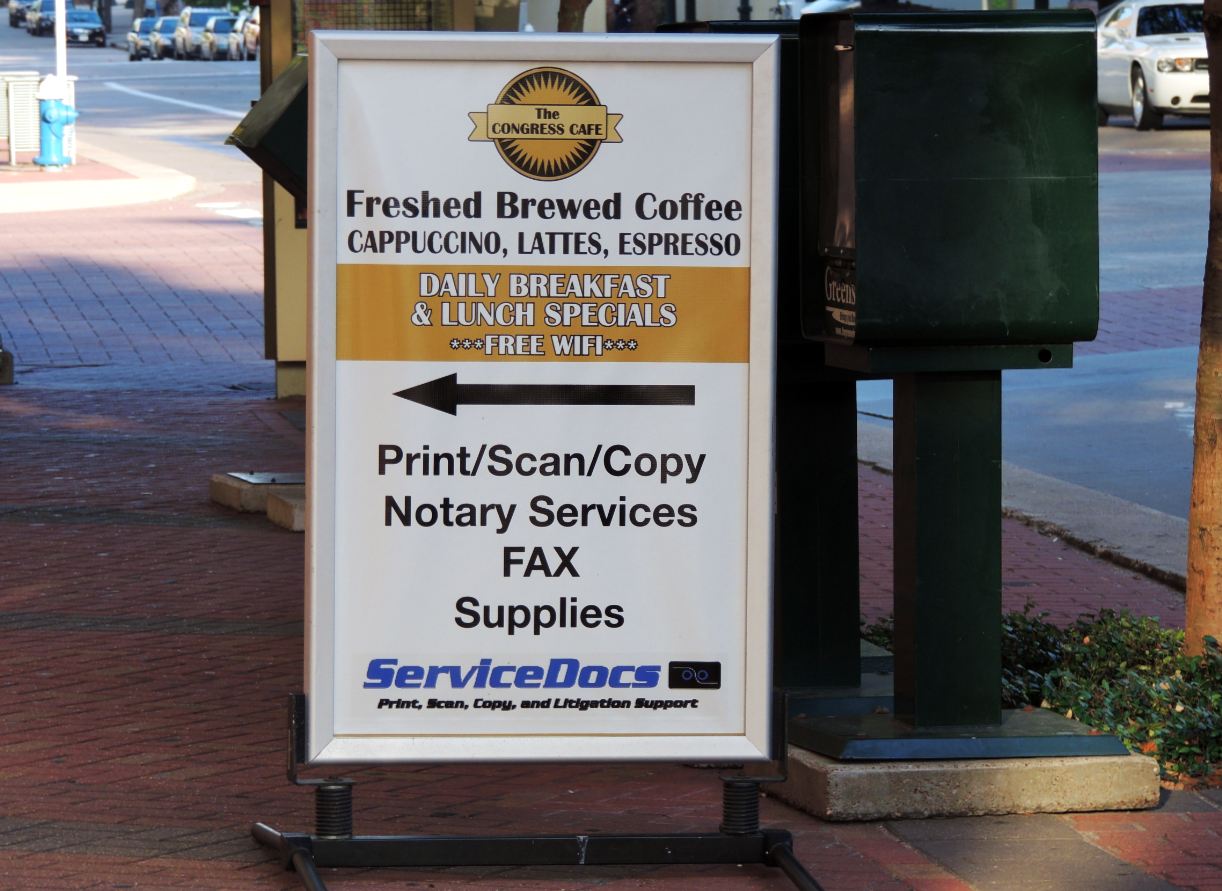 The
CONGRESS CAFE
Freshed Brewed Coffee
CAPPUCCINO, LATTES, ESPRESSO
DAILY BREAKFAST
& LUNCH SPECIALS
***FREE WIFI***
Print/Scan/Copy
Notary Services
FAX
Supplies
ServiceDocs
Print, Scan, Copy, and Litigation Support
Greens